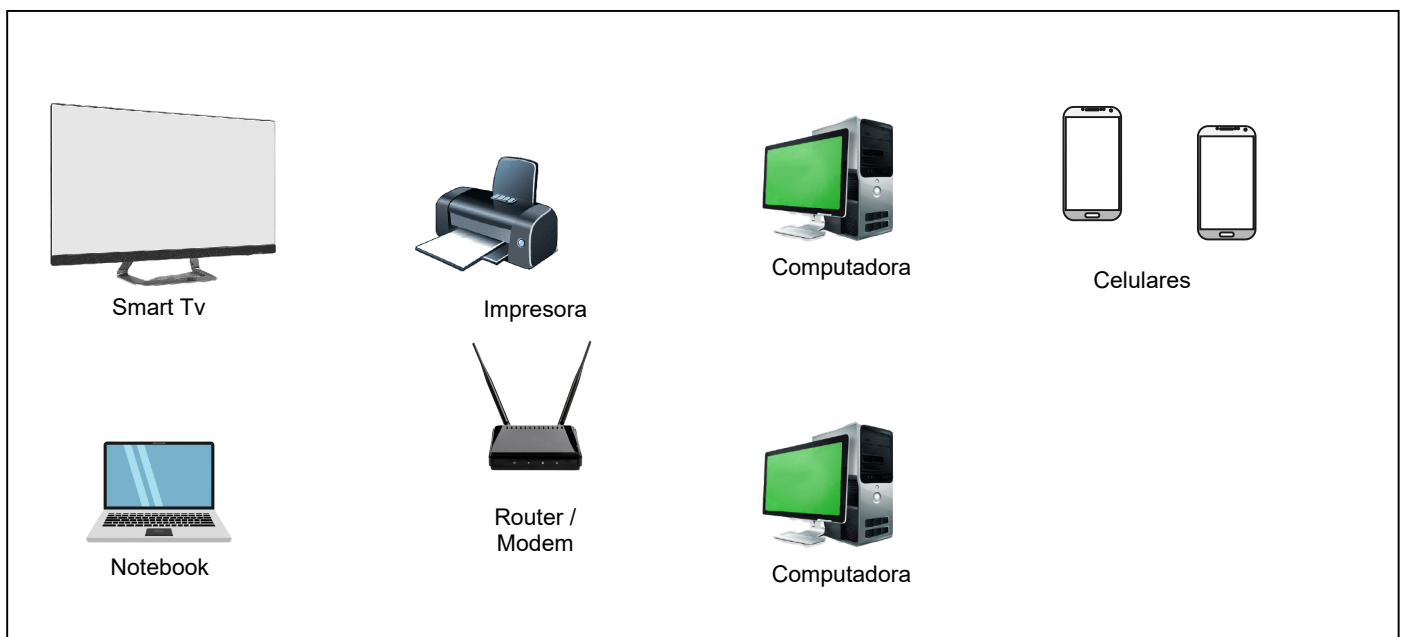 Smart Tv
Impresora
Computadora
Celulares
Notebook
Router /
Modem
Computadora